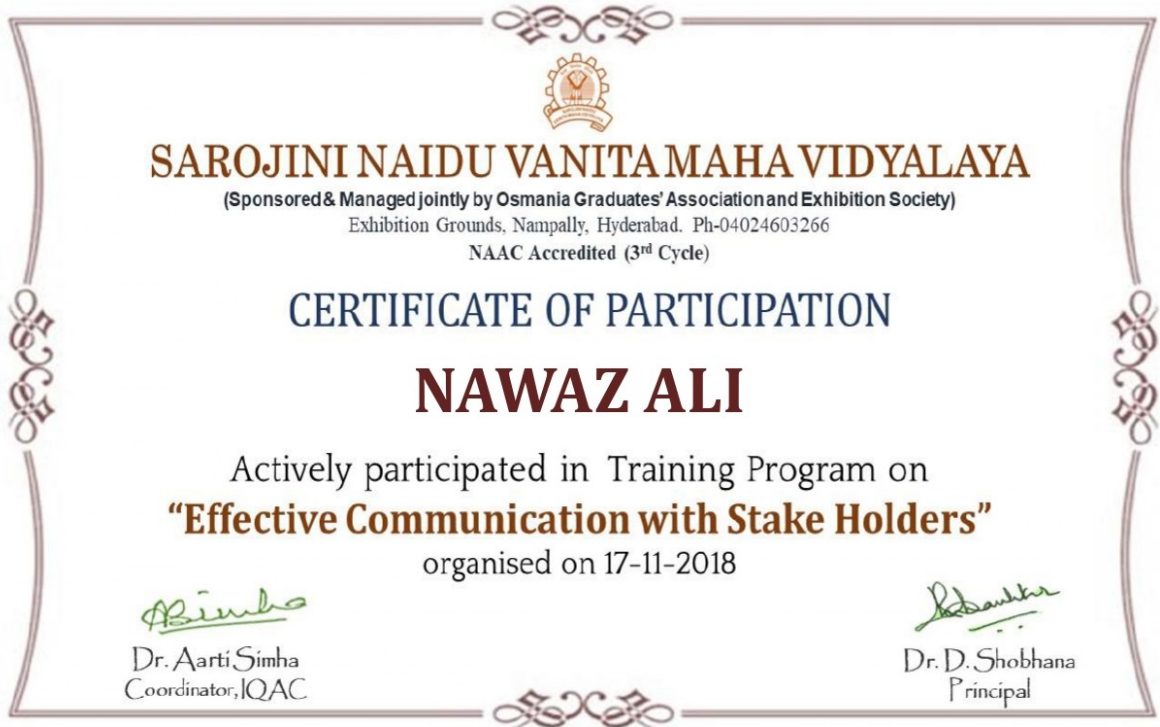 SAROJINI NAIDU VANITA MAHA VIDYALAYA
(Sponsored & Managed jointly by Osmania Graduates' Association and Exhibition Society)
Exhibition Grounds, Nampally, Hyderabad. Ph-04024603266
NAAC Accredited (3rd Cycle)
CERTIFICATE OF PARTICIPATION
NAWAZ ALI
Actively participated in Training Program on
“Effective Communication with Stake Holders”
organised on 17-11-2018
Dr. Aarti Simha
Coordinator, IQAC
Dr. D. Shobhana
Principal